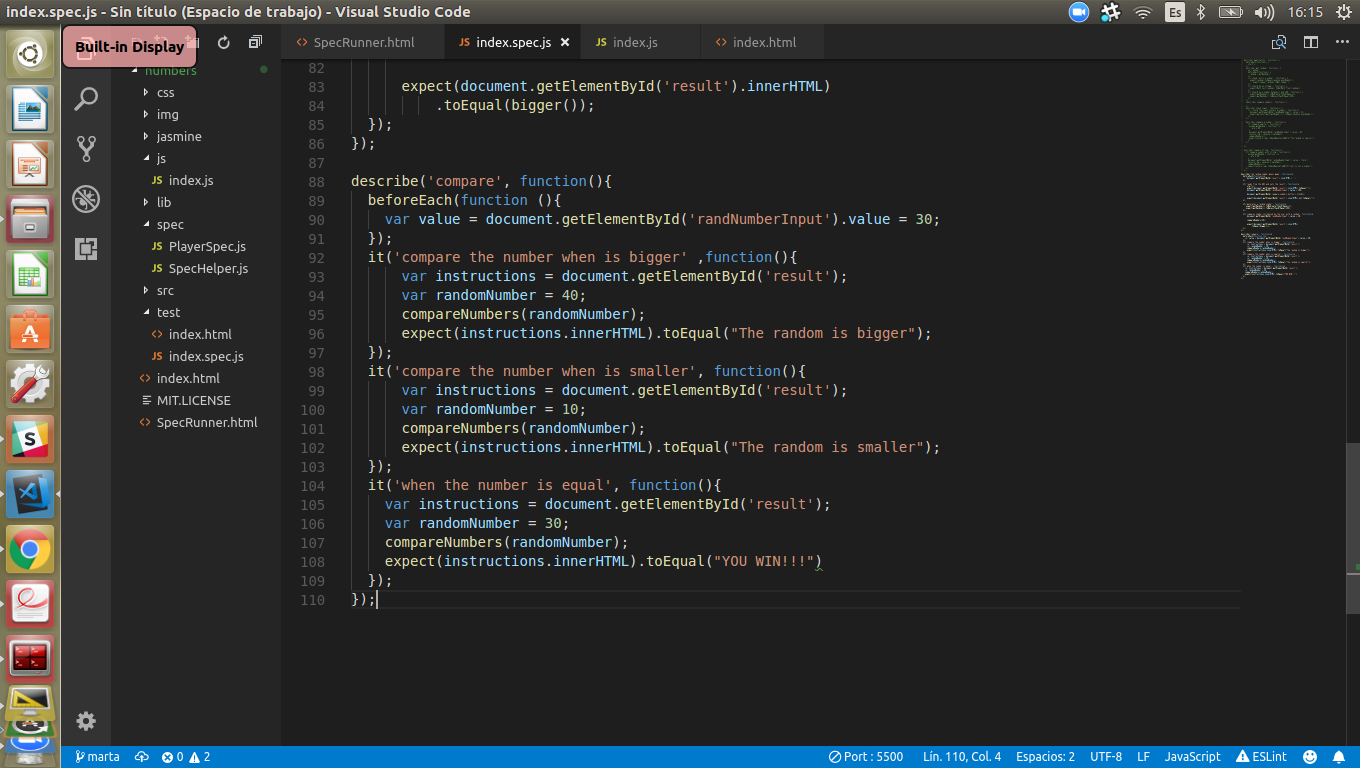 index.spec.js - Sin título (Espacio de trabajo) - Visual Studio Code
Es
16:15
Built-in Display
SpecRunner.html
JS index.spec.js
JS index.js
index.html
numbers
css
img
jasmine
js
JS index.js
lib
spec
JS PlayerSpec.js
JS SpecHelper.js
src
test
index.html
JS index.spec.js
index.html
MIT.LICENSE
SpecRunner.html
82
83 expect(document.getElementById('result').innerHTML)
84 .toEqual(bigger());
85 });
86 });
87
88 describe('compare', function(){
89 beforeEach(function (){
90 var value = document.getElementById('randNumberInput').value = 30;
91 });
92 it('compare the number when is bigger' ,function(){
93 var instructions = document.getElementById('result');
94 var randomNumber = 40;
95 compareNumbers(randomNumber);
96 expect(instructions.innerHTML).toEqual("The random is bigger");
97 });
98 it('compare the number when is smaller', function(){
99 var instructions = document.getElementById('result');
100 var randomNumber = 10;
101 compareNumbers(randomNumber);
102 expect(instructions.innerHTML).toEqual("The random is smaller");
103 });
104 it('when the number is equal', function(){
105 var instructions = document.getElementById('result');
106 var randomNumber = 30;
107 compareNumbers(randomNumber);
108 expect(instructions.innerHTML).toEqual("YOU WIN!!!")
109 });
110 });
marta
0
2
Port : 5500
Lín. 110, Col. 4
Espacios: 2
UTF-8
LF
JavaScript
ESLint